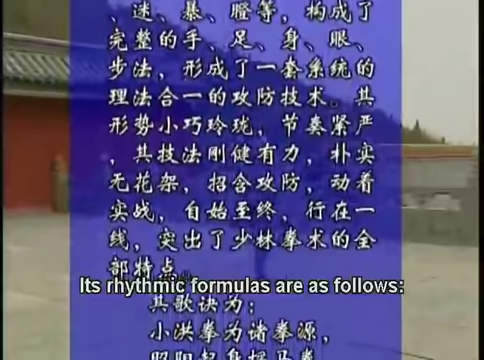 、迷、暴、瞪等，构成了
完整的手、足、身、眼、
步法，形成了一套系统的
理法合一的攻防技术。其
形势小巧玲珑，节奏紧严
，其技法刚健有力，朴实
无花架，招含攻防，动着
实战，自始至终、行在一
线，突出了少林拳术的全
部特点。
Its rhythmic formulas are as follows:
其歌诀为：
小洪拳为诸拳源，